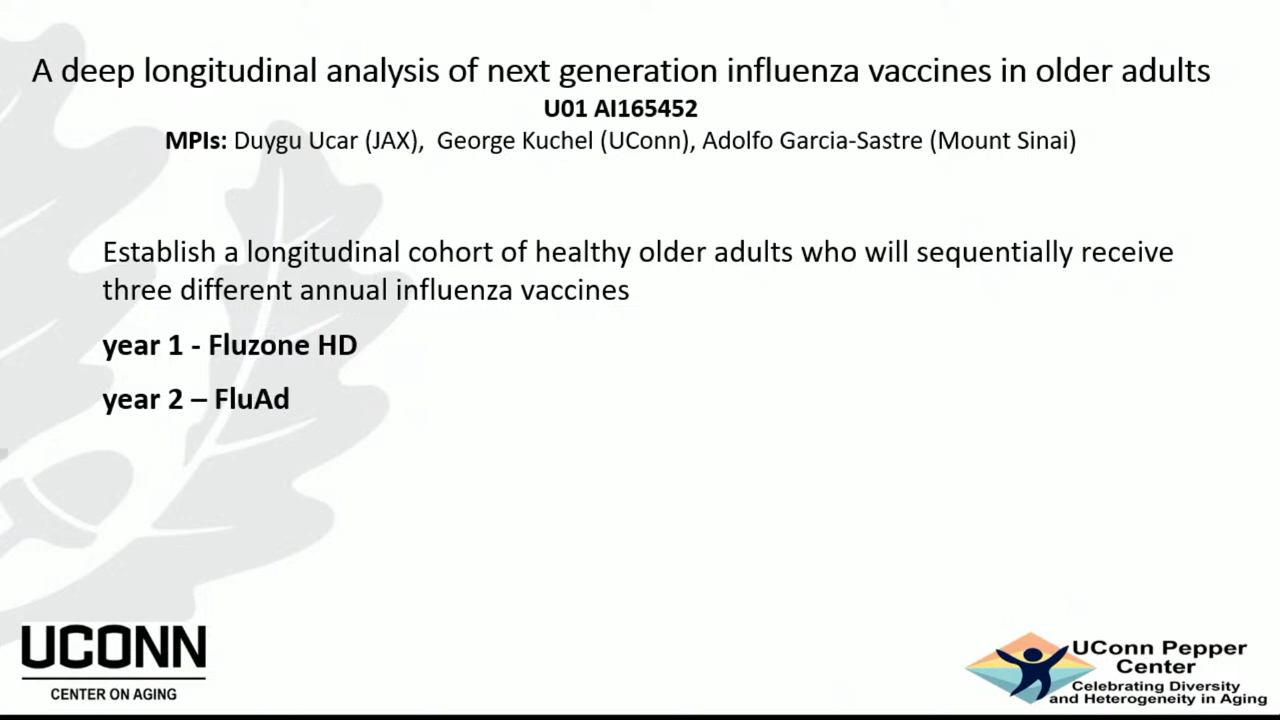 A deep longitudinal analysis of next generation influenza vaccines in older adults
U01 AI165452
MPIs: Duygu Ucar (JAX),  George Kuchel (UConn), Adolfo Garcia-Sastre (Mount Sinai)
Establish a longitudinal cohort of healthy older adults who will sequentially receive
three different annual influenza vaccines
year 1 - Fluzone HD
year 2 – FluAd
UCONN
CENTER ON AGING
UConn Pepper
Center
Celebrating Diversity
and Heterogeneity in Aging